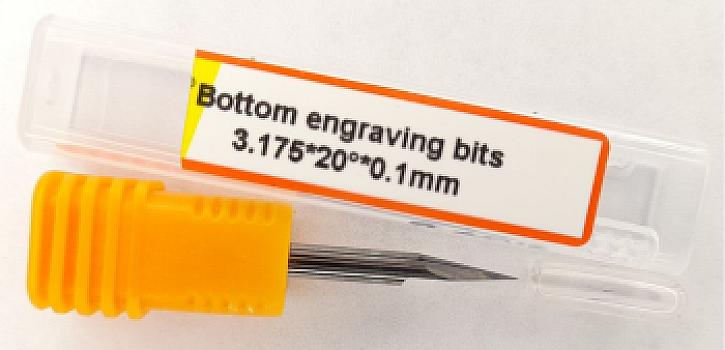 Bottom engraving bits
3.175*20°*0.1mm